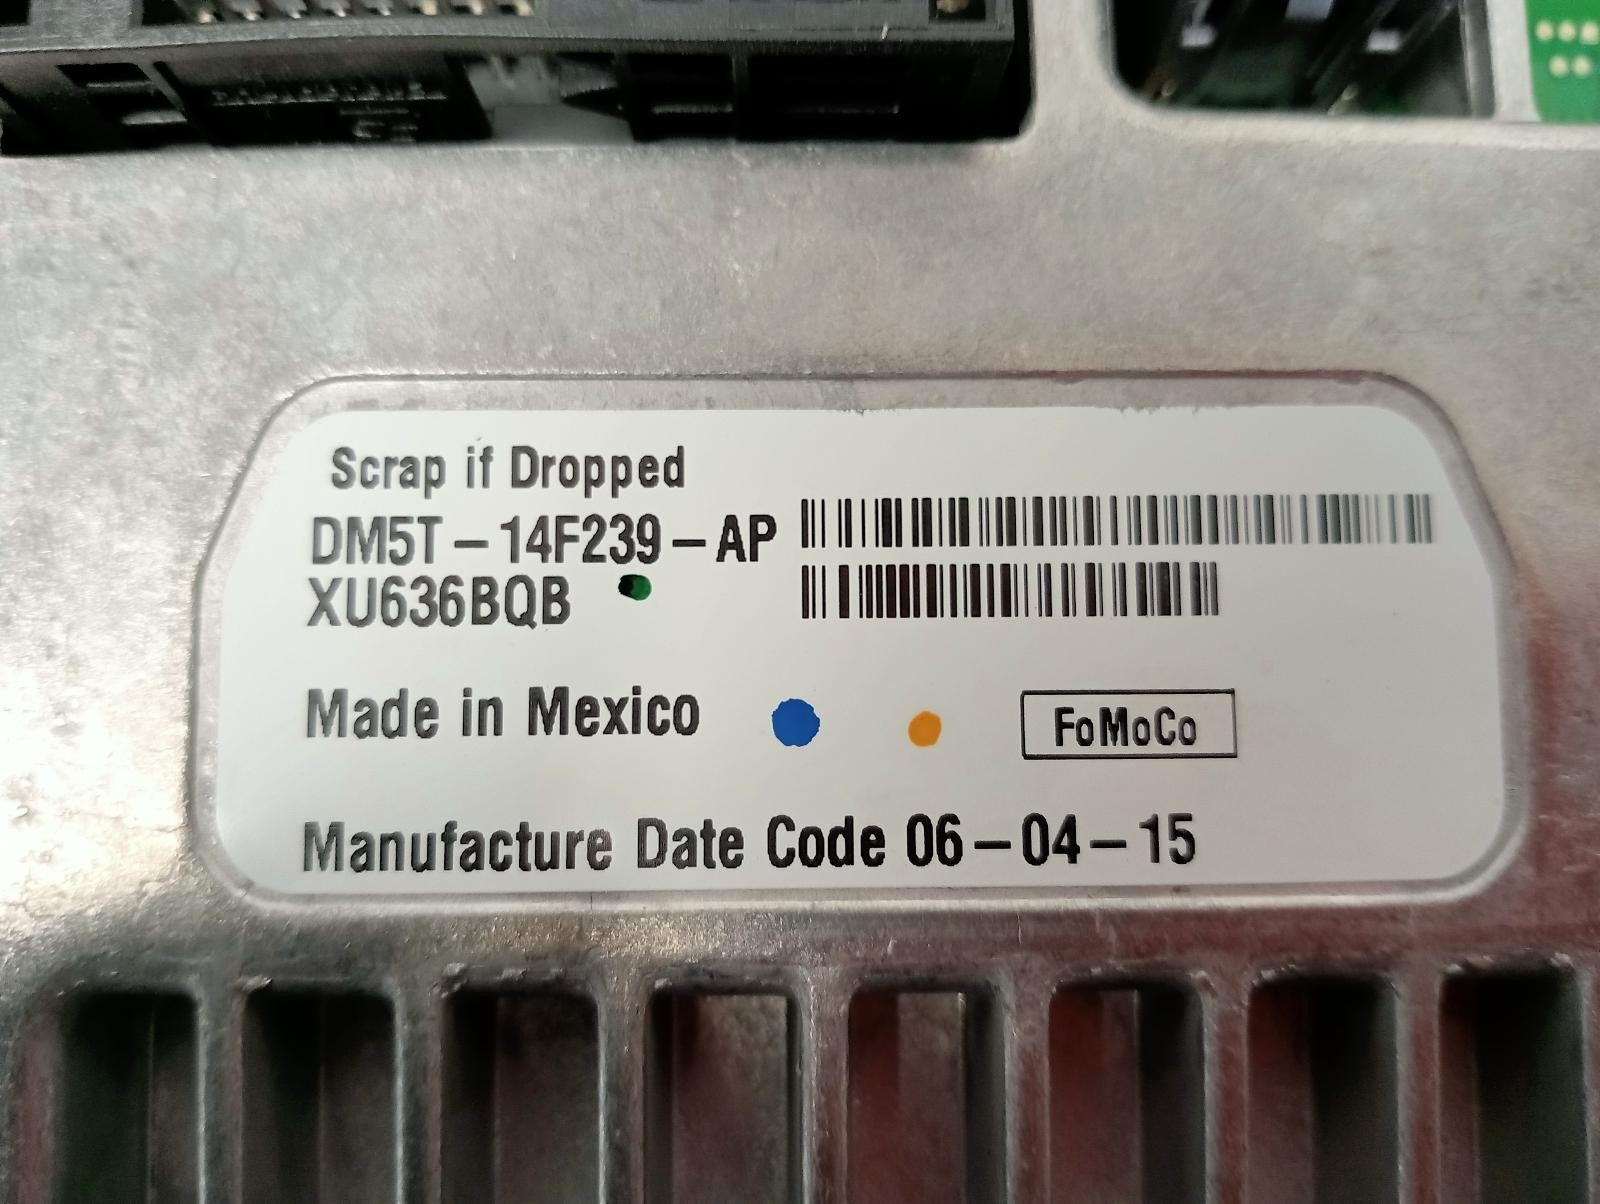 Scrap if Dropped
DM5T-14F239-AP
XU636BQB
Made in Mexico
FoMoCo
Manufacture Date Code 06-04-15